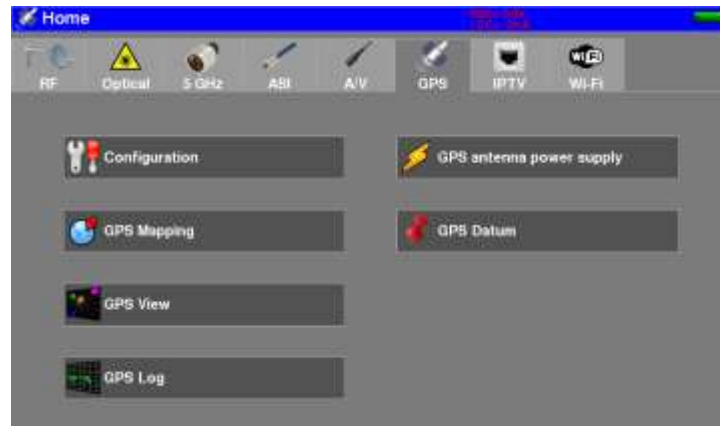 Home
RF Optical 5 GHz ASI A/V GPS IPTV Wi-Fi
Configuration
GPS antenna power supply
GPS Mapping
GPS Datum
GPS View
GPS Log